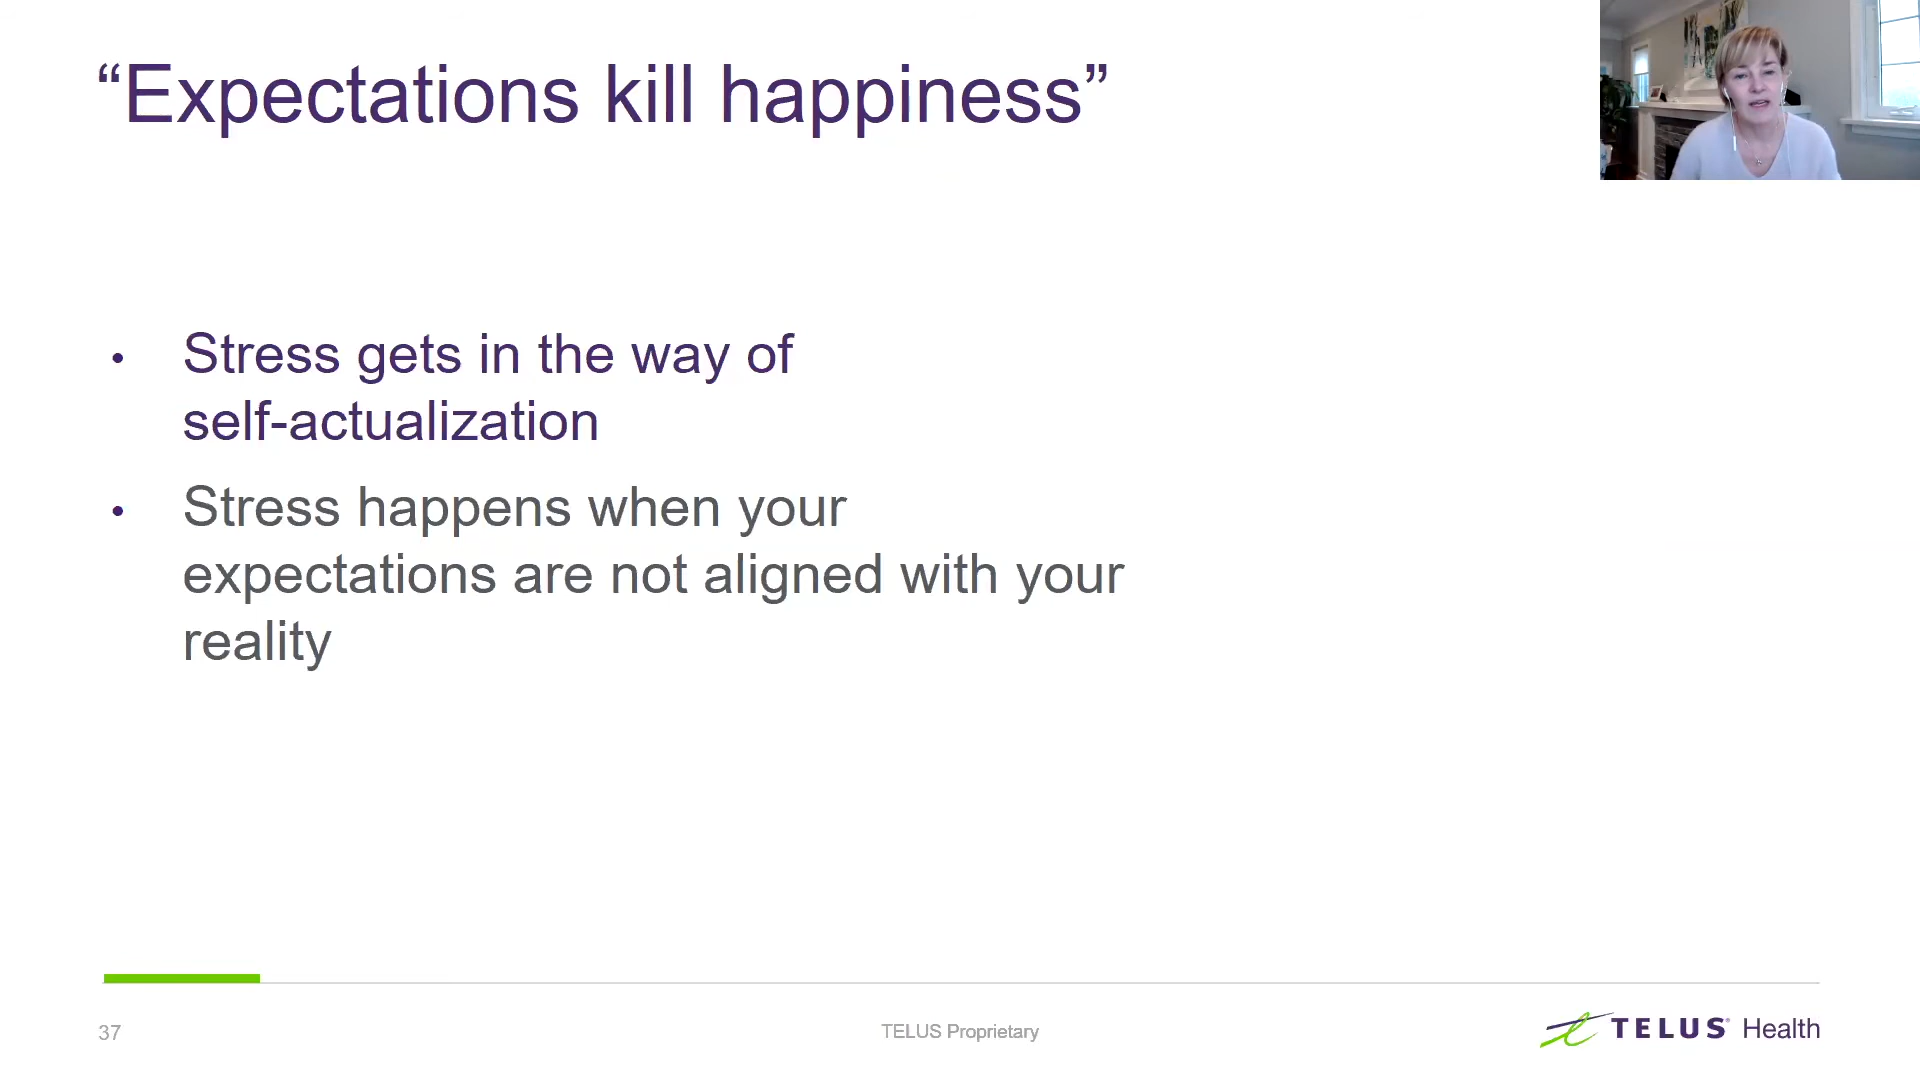 “Expectations kill happiness”
• Stress gets in the way of
self-actualization
• Stress happens when your
expectations are not aligned with your
reality
37
TELUS Proprietary
TELUS® Health